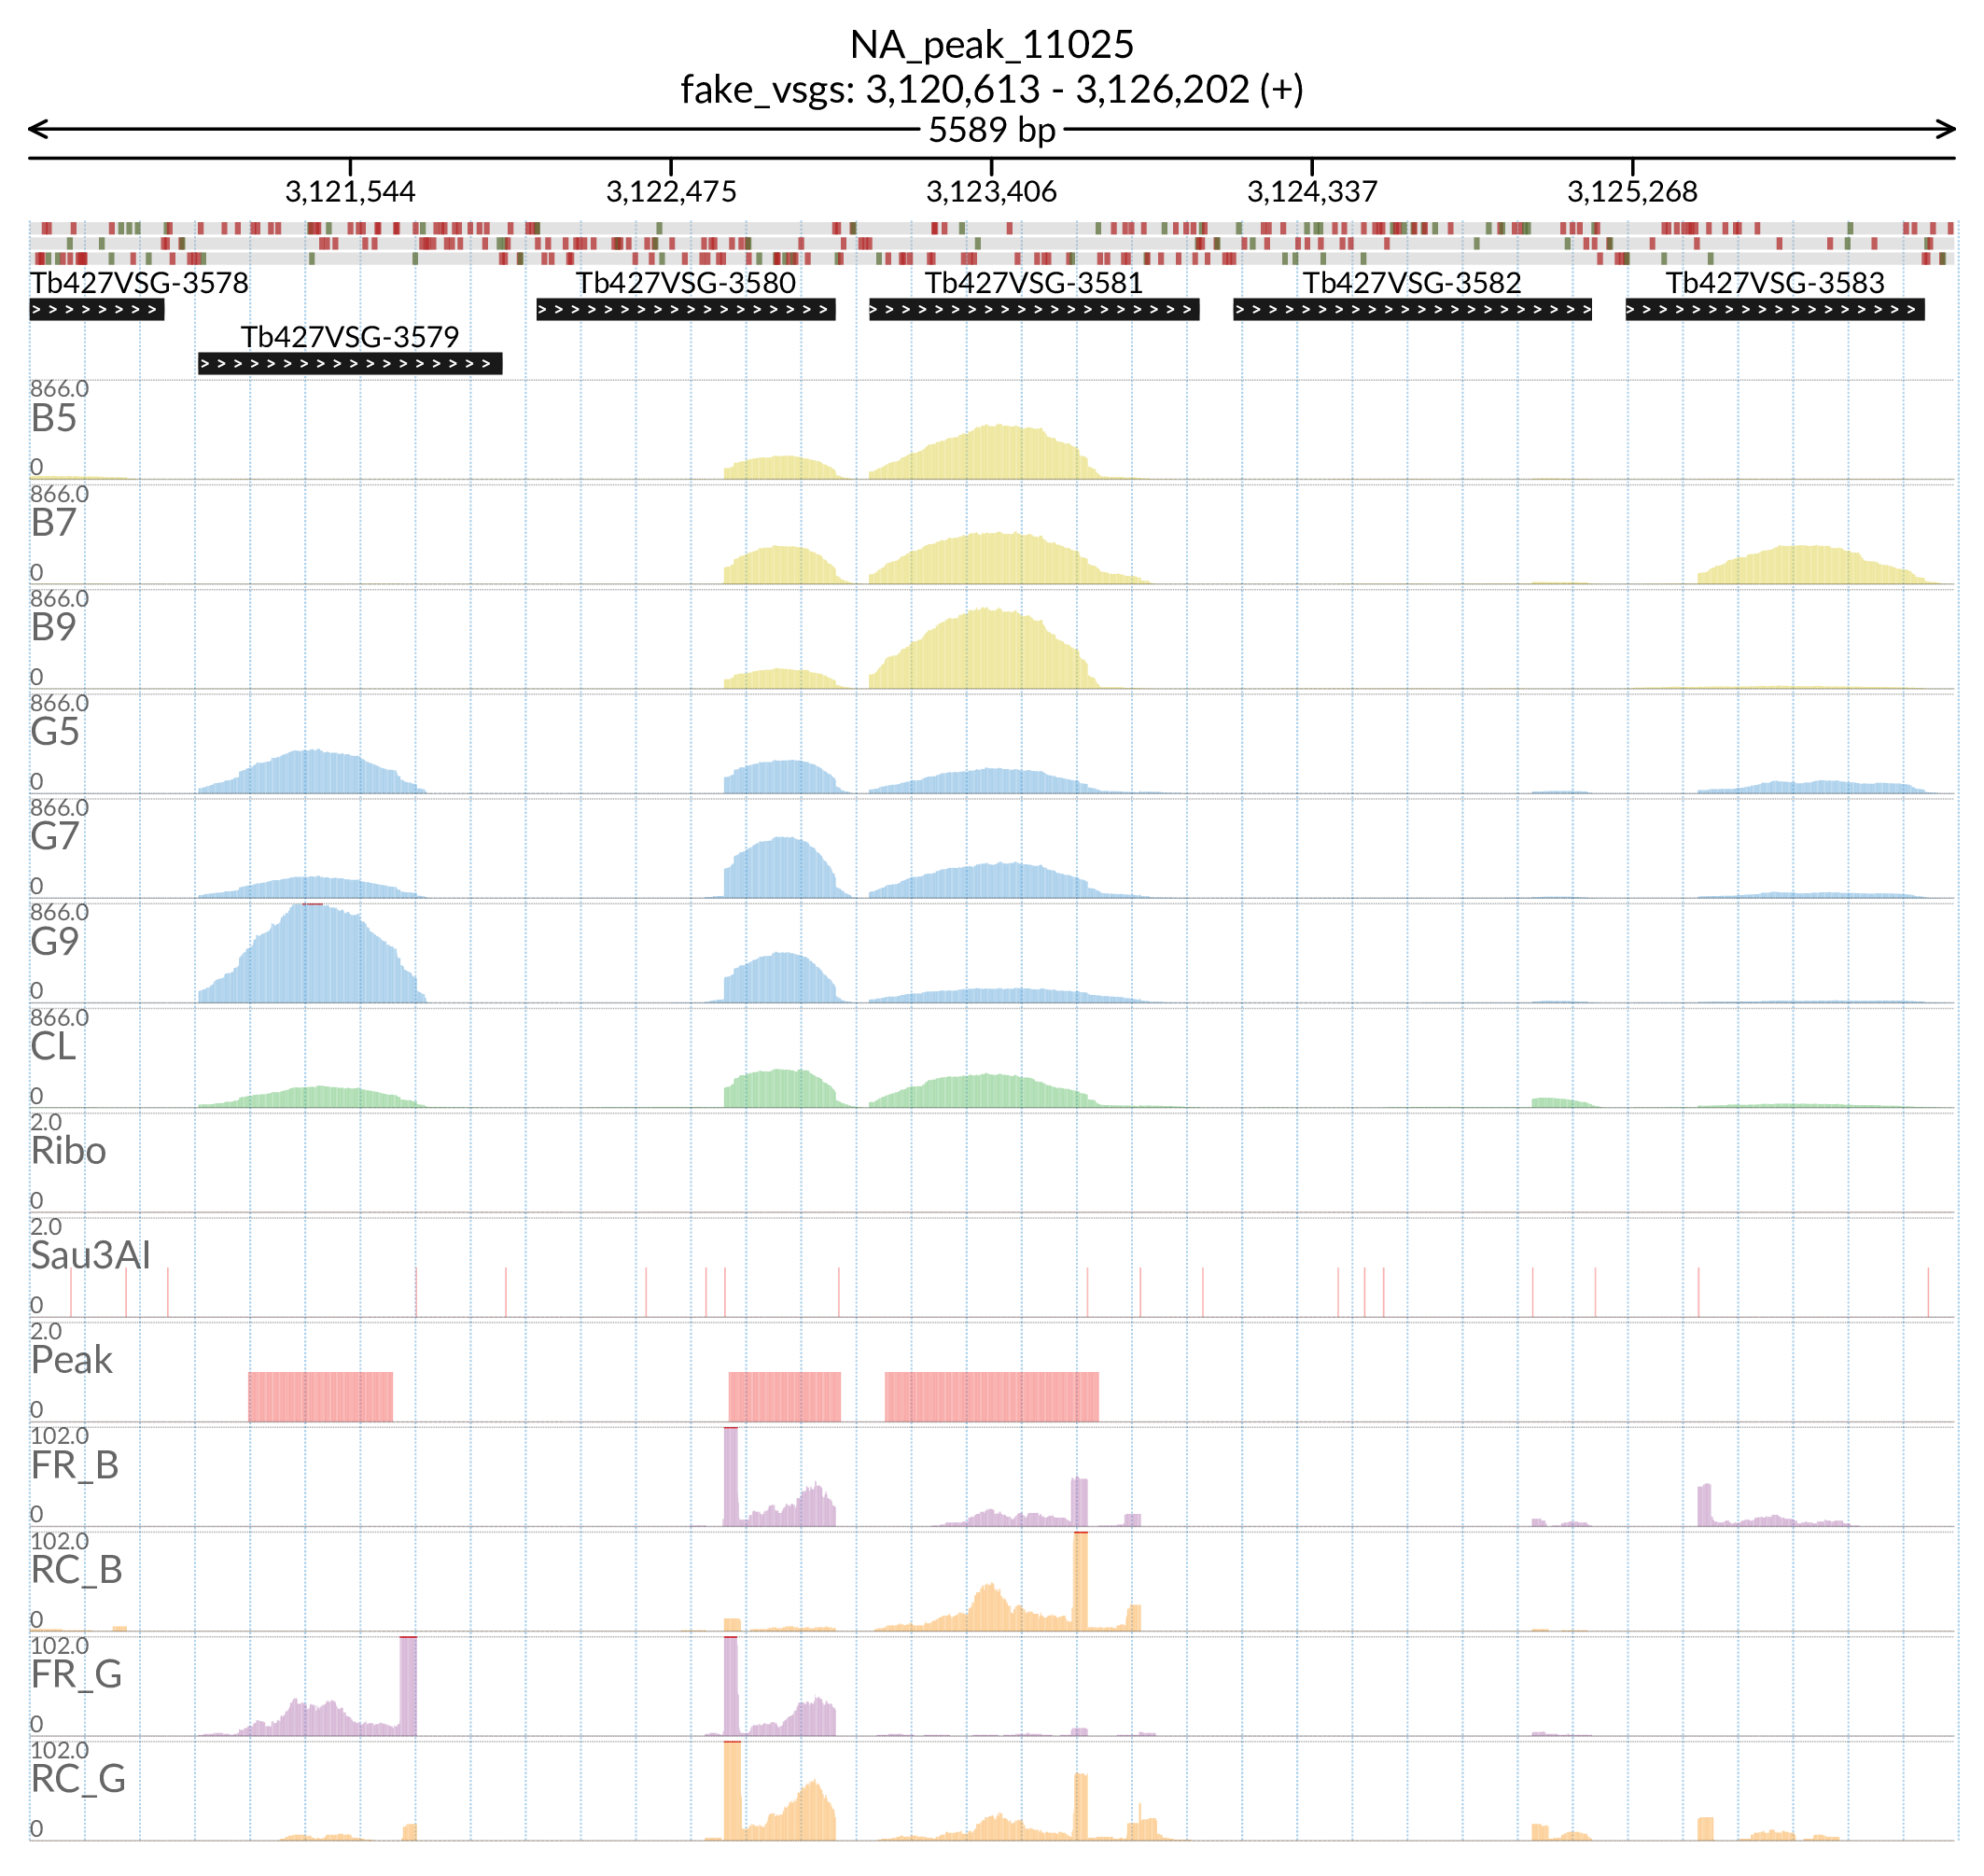 NA_peak_11025
fake_vsgs: 3,120,613 - 3,126,202 (+)
5589 bp
3,121,544 3,122,475 3,123,406 3,124,337 3,125,268
Tb427VSG-3578 Tb427VSG-3580 Tb427VSG-3581 Tb427VSG-3582 Tb427VSG-3583
Tb427VSG-3579
866.0
B5
0
866.0
B7
0
866.0
B9
0
866.0
G5
0
866.0
G7
0
866.0
G9
0
866.0
CL
0
2.0
Ribo
0
2.0
Sau3AI
0
2.0
Peak
0
102.0
FR_B
0
102.0
RC_B
0
102.0
FR_G
0
102.0
RC_G
0